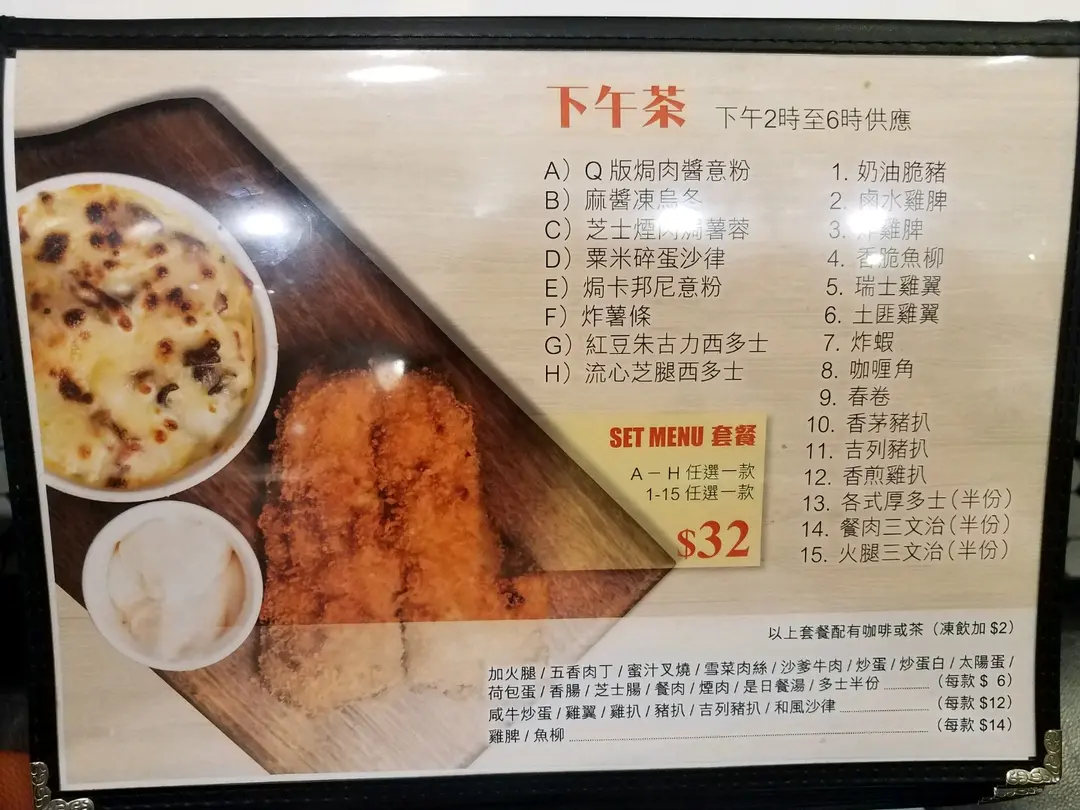 下午茶 下午2時至6時供應
A) Q 版焗肉醬意粉
B) 麻醬凍烏冬
C) 芝士煙肉焗薯蓉
D) 粟米碎蛋沙律
E) 焗卡邦尼意粉
F) 炸薯條
G) 紅豆朱古力西多士
H) 流心芝腿西多士
1. 奶油脆豬
2. 鹵水雞脾
3. 炸雞脾
4. 香脆魚柳
5. 瑞士雞翼
6. 土匪雞翼
7. 炸蝦
8. 咖喱角
9. 春卷
10. 香茅豬扒
11. 吉列豬扒
12. 香煎雞扒
13. 各式厚多士(半份)
14. 餐肉三文治(半份)
15. 火腿三文治(半份)
SET MENU 套餐
A－H 任選一款
1-15 任選一款
$32
以上套餐配有咖啡或茶（凍飲加 $2）
加火腿 / 五香肉丁 / 蜜汁叉燒 / 雪菜肉絲 / 沙爹牛肉 / 炒蛋 / 炒蛋白 / 太陽蛋 /
荷包蛋 / 香腸 / 芝士腸 / 餐肉 / 煙肉 / 是日餐湯 / 多士半份 ............（每款 $ 6）
咸牛炒蛋 / 雞翼 / 雞扒 / 豬扒 / 吉列豬扒 / 和風沙律 ............（每款 $12）
雞脾 / 魚柳 ............（每款 $14）